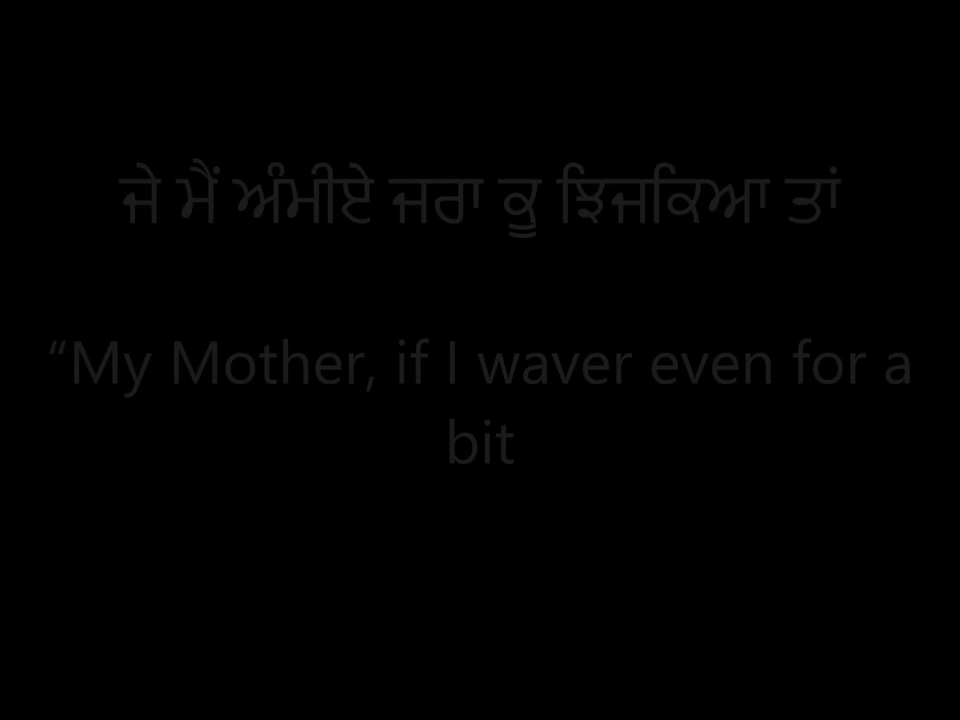 ਜੇ ਮੈਂ ਅੰਮੀਏ ਜਰਾ ਕੂ ਝਿਜਕਿਆ ਤਾਂ
“My Mother, if I waver even for a
bit